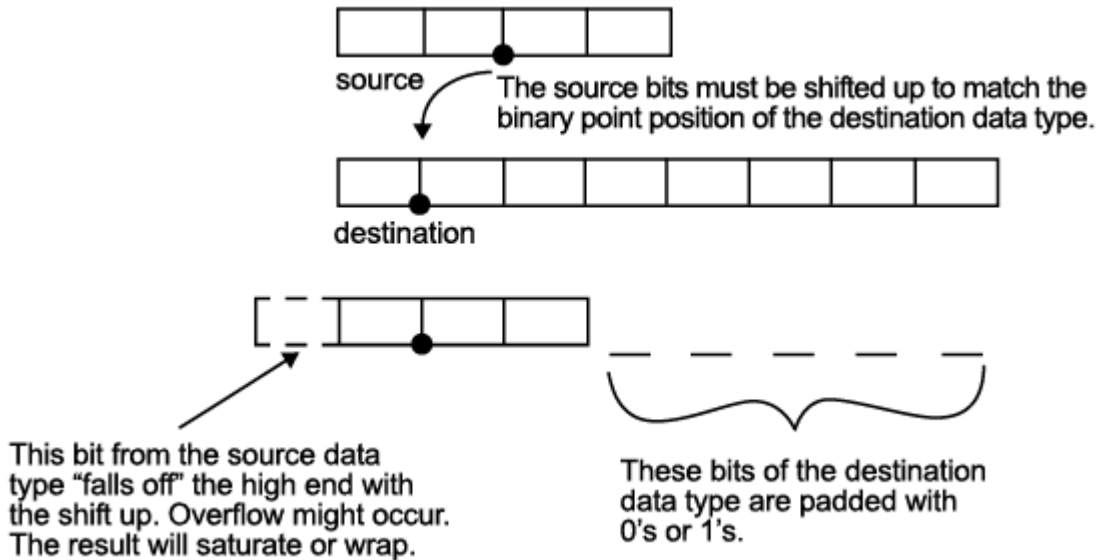 source
The source bits must be shifted up to match the
binary point position of the destination data type.
destination
This bit from the source data
type “falls off” the high end with
the shift up. Overflow might occur.
The result will saturate or wrap.
These bits of the destination
data type are padded with
0's or 1's.